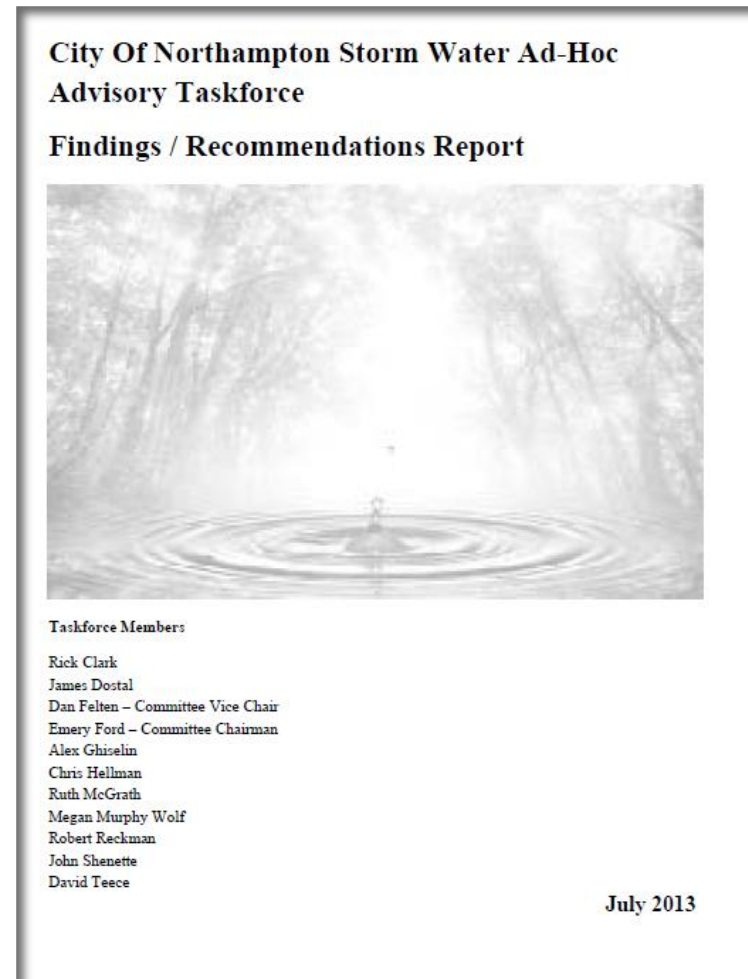 City Of Northampton Storm Water Ad-Hoc
Advisory Taskforce
Findings / Recommendations Report
Taskforce Members
Rick Clark
James Dostal
Dan Felten – Committee Vice Chair
Emery Ford – Committee Chairman
Alex Ghiselin
Chris Hellman
Ruth McGrath
Megan Murphy Wolf
Robert Reckman
John Shenette
David Teece
July 2013